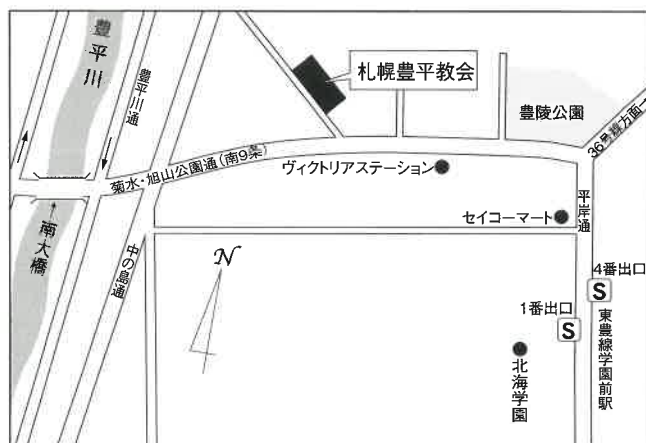 豊平川
豊平川通
札幌豊平教会
豊陵公園
36号線方面→
菊水・旭山公園通（南9条）
ヴィクトリアステーション
セイコーマート
平岸通
南大橋
中の島通
N
4番出口
S
1番出口
S
東豊線学園前駅
北海学園